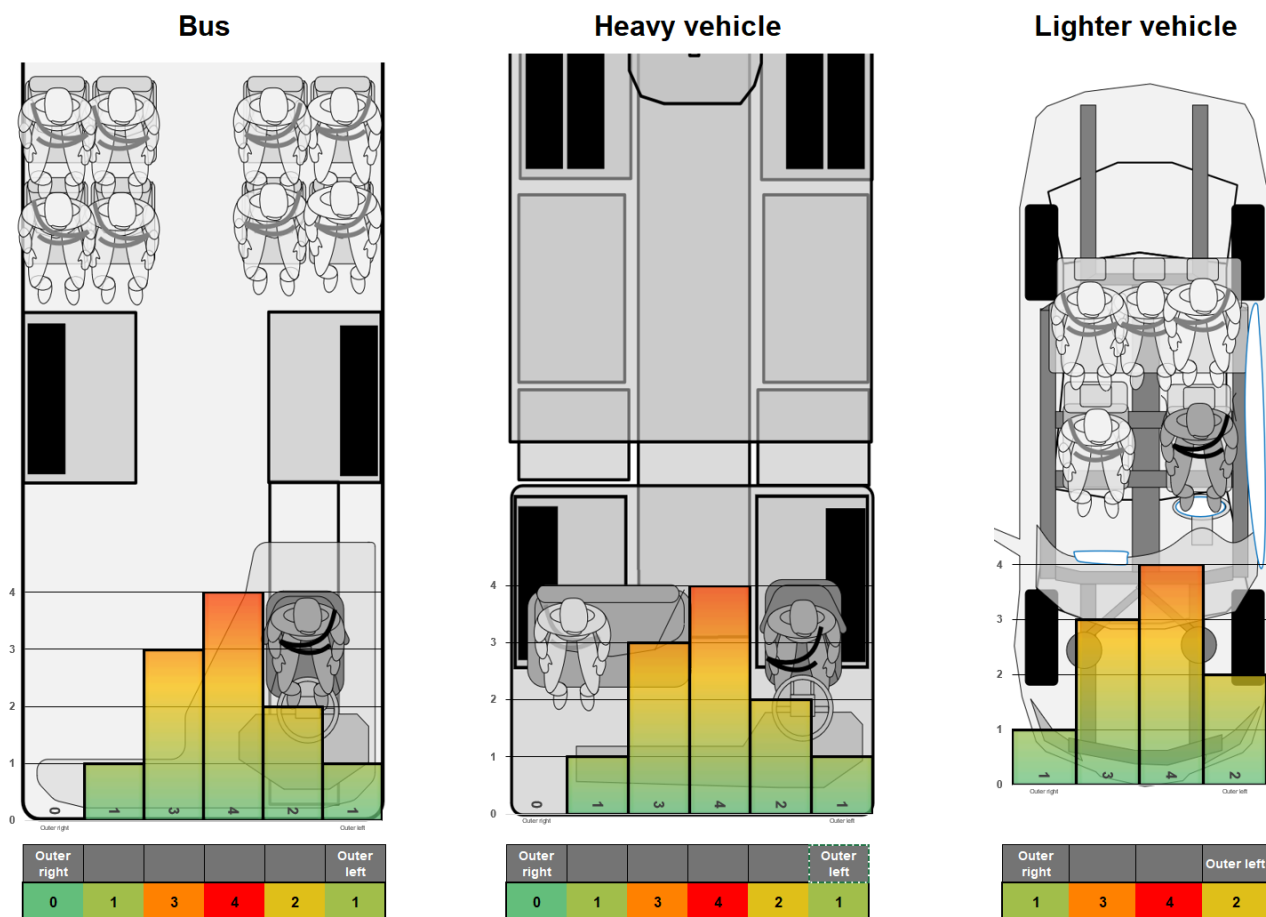 Bus
Heavy vehicle
Lighter vehicle
4
3
2
1
0
0 1 3 4 2 1
Outer right
Outer left
4
3
2
1
0
0 1 3 4 2 1
Outer right
Outer left
4
3
2
1
0
1 3 4 2
Outer right
Outer left
Outer right
Outer left
0 1 3 4 2 1
Outer right
Outer left
0 1 3 4 2 1
Outer right
Outer left
1 3 4 2